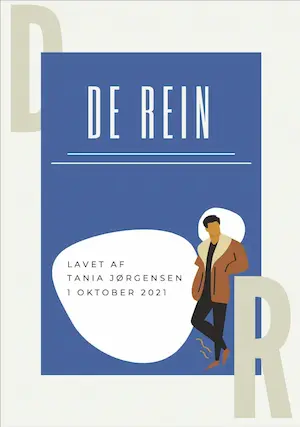 D
DE REIN
LAVET AF
TANIA JØRGENSEN
1 OKTOBER 2021
R